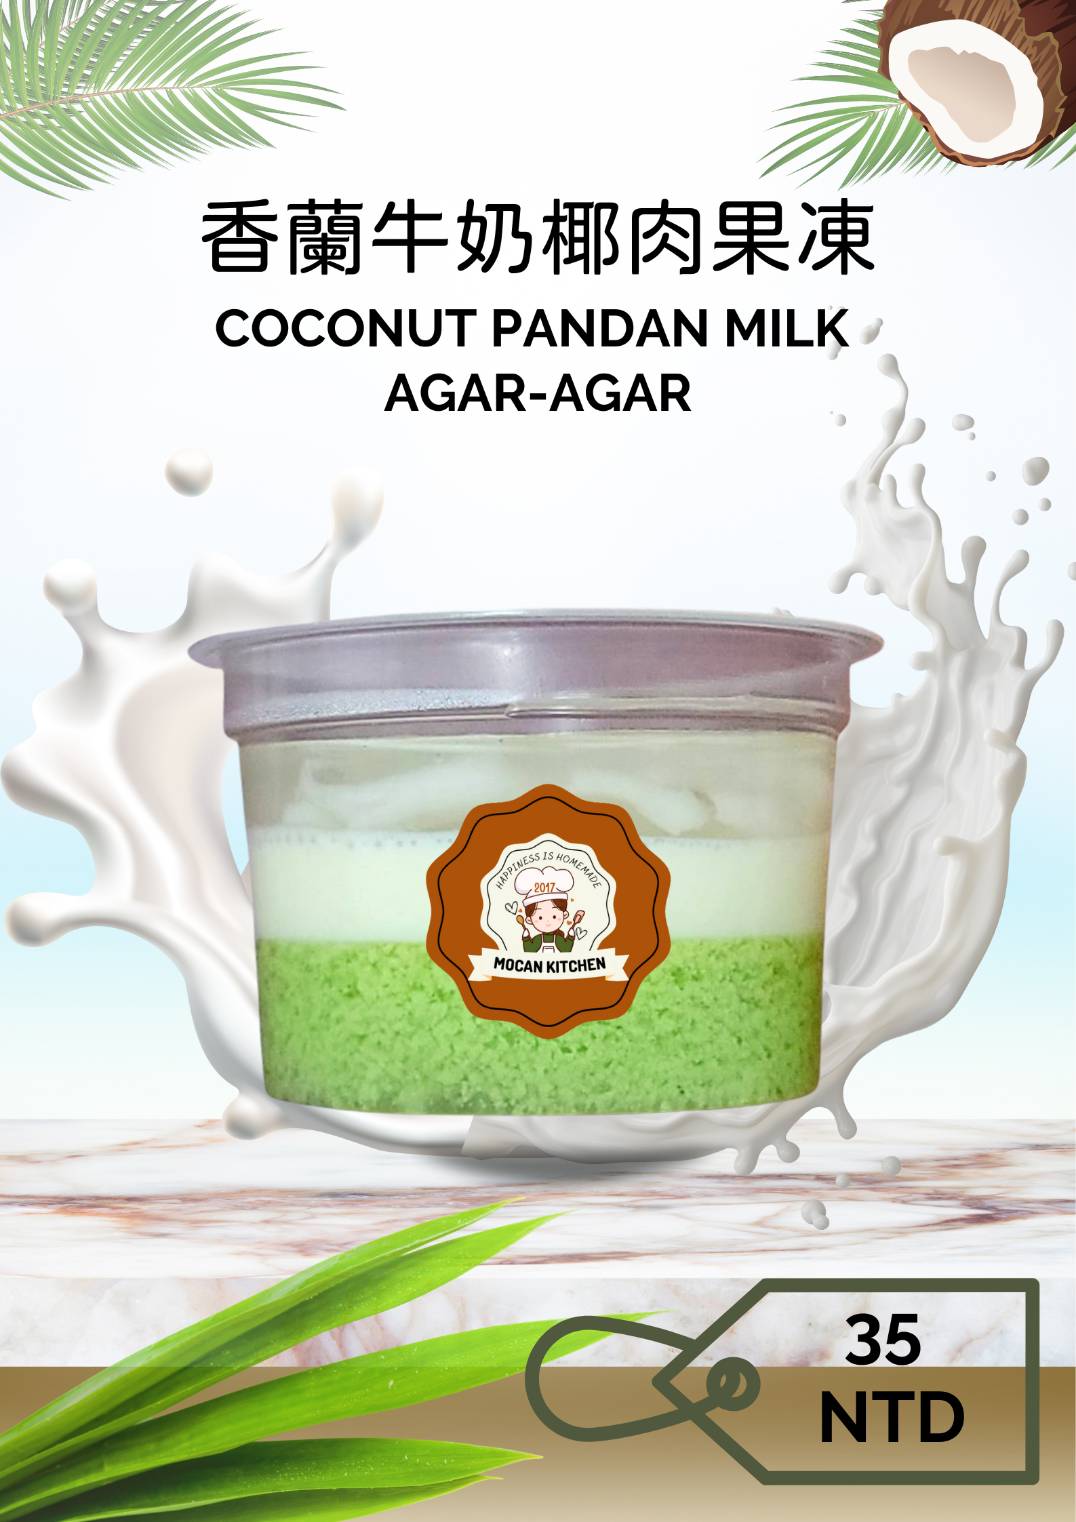 香蘭牛奶椰肉果凍
COCONUT PANDAN MILK
AGAR-AGAR
HAPPINESS IS HOMEMADE
2017
MOCAN KITCHEN
35
NTD